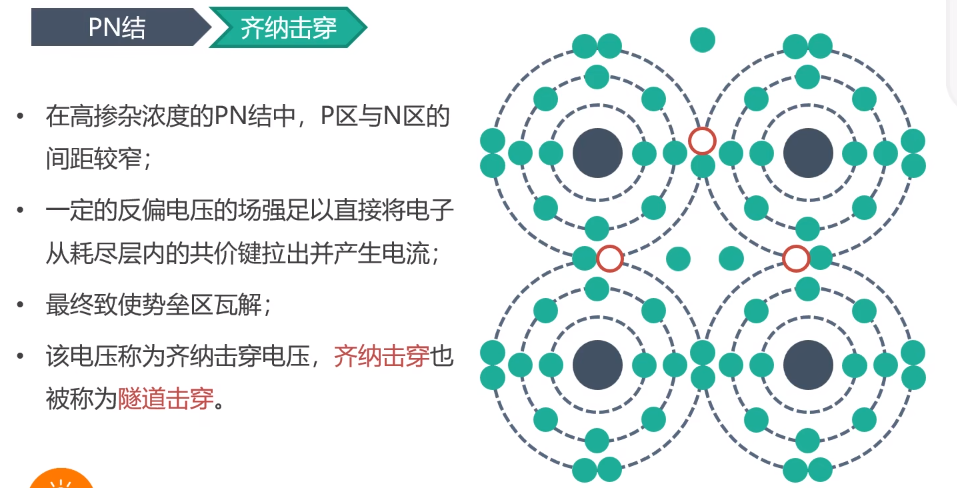 PN结
齐纳击穿
• 在高掺杂浓度的PN结中，P区与N区的
间距较窄；
• 一定的反偏电压的场强足以直接将电子
从耗尽层内的共价键拉出并产生电流；
• 最终致使势垒区瓦解；
• 该电压称为齐纳击穿电压，齐纳击穿也
被称为隧道击穿。